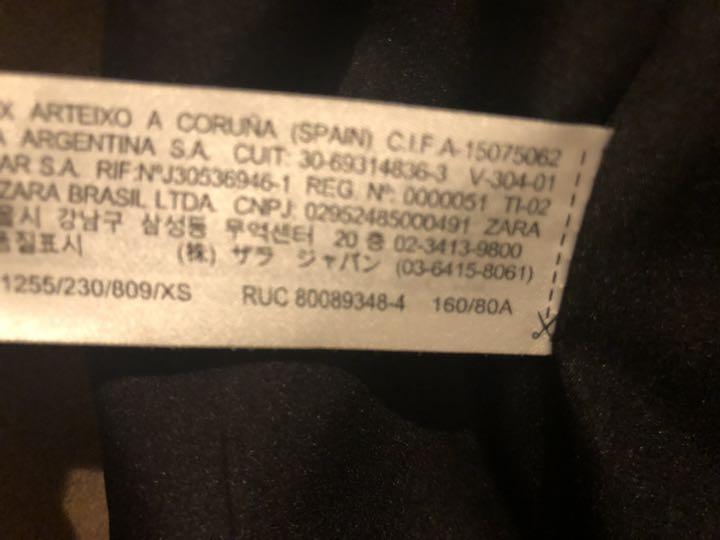 X ARTEIXO A CORUÑA (SPAIN) C.I.F. A-15075062
A ARGENTINA S.A. CUIT: 30-69314836-3 V-304-01
AR S.A. RIF:NºJ30536946-1 REG. Nº: 0000051 TI-02
ZARA BRASIL LTDA. CNPJ: 02952485000491 ZARA
울시 강남구 삼성동 무역센터 20 층 02-3413-9800
품질표시 (株) ザラ ジャパン (03-6415-8061)
1255/230/809/XS RUC 80089348-4 160/80A